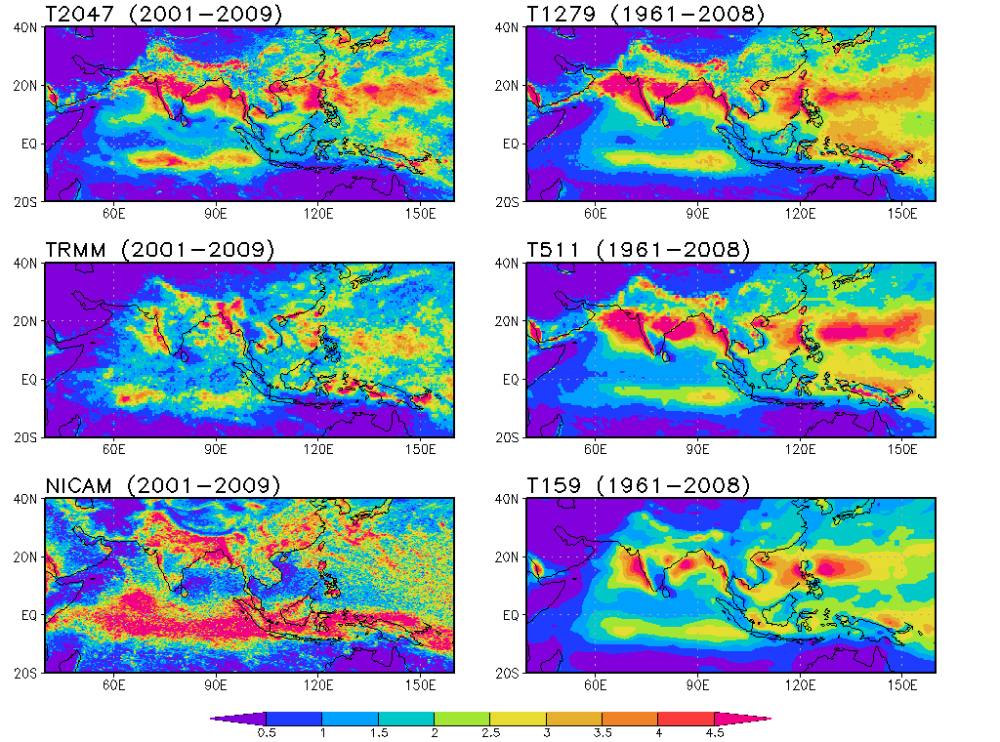 T2047 (2001−2009)
40N
20N
EQ
20S
60E 90E 120E 150E
T1279 (1961−2008)
40N
20N
EQ
20S
60E 90E 120E 150E
TRMM (2001−2009)
40N
20N
EQ
20S
60E 90E 120E 150E
T511 (1961−2008)
40N
20N
EQ
20S
60E 90E 120E 150E
NICAM (2001−2009)
40N
20N
EQ
20S
60E 90E 120E 150E
T159 (1961−2008)
40N
20N
EQ
20S
60E 90E 120E 150E
0.5 1 1.5 2 2.5 3 3.5 4 4.5